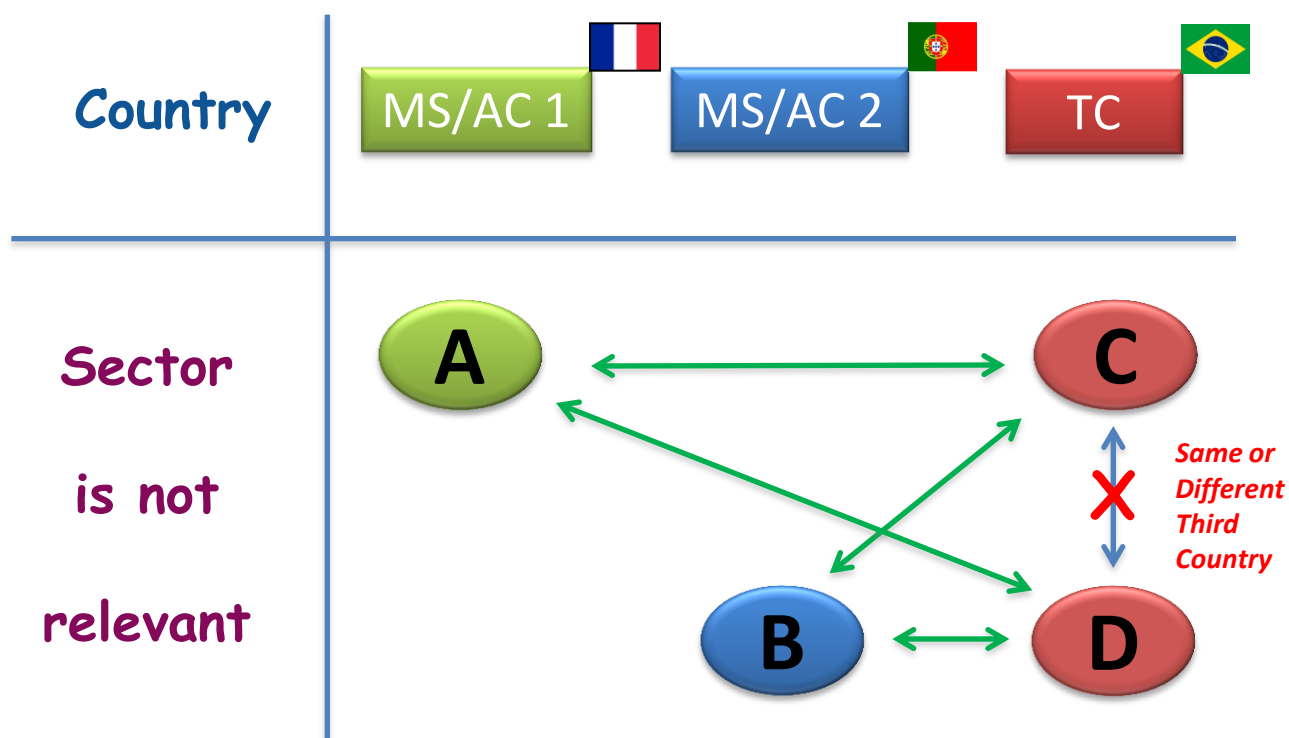 Country
MS/AC 1
MS/AC 2
TC
Sector
is not
relevant
A
C
Same or
Different
Third
Country
X
B
D